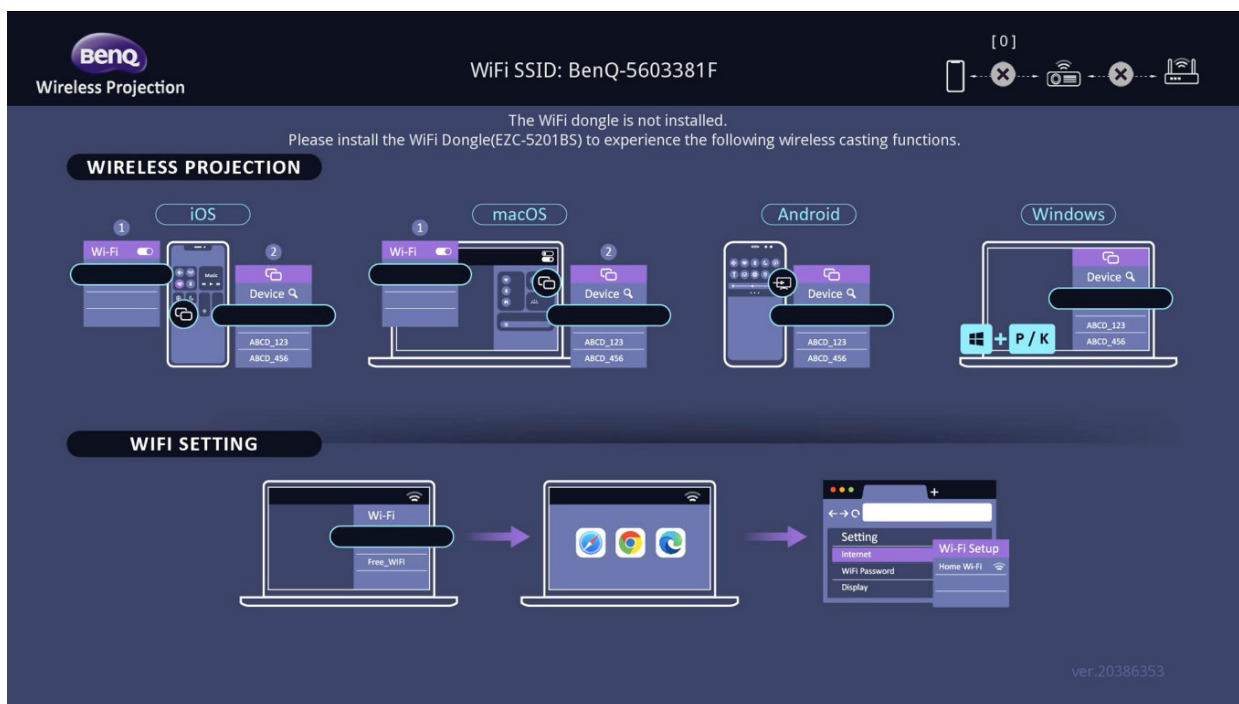 BenQ
Wireless Projection
WiFi SSID: BenQ-5603381F
[ 0 ]
The WiFi dongle is not installed.
Please install the WiFi Dongle(EZC-5201BS) to experience the following wireless casting functions.
WIRELESS PROJECTION
iOS
1
Wi-Fi
Music
2
Device
ABCD_123
ABCD_456
macOS
1
Wi-Fi
2
Device
ABCD_123
ABCD_456
Android
Device
ABCD_123
ABCD_456
Windows
Device
ABCD_123
ABCD_456
+ P / K
WIFI SETTING
Wi-Fi
Free_WIFI
+
Setting
Internet
WiFi Password
Display
Wi-Fi Setup
Home Wi-Fi
ver.20386353